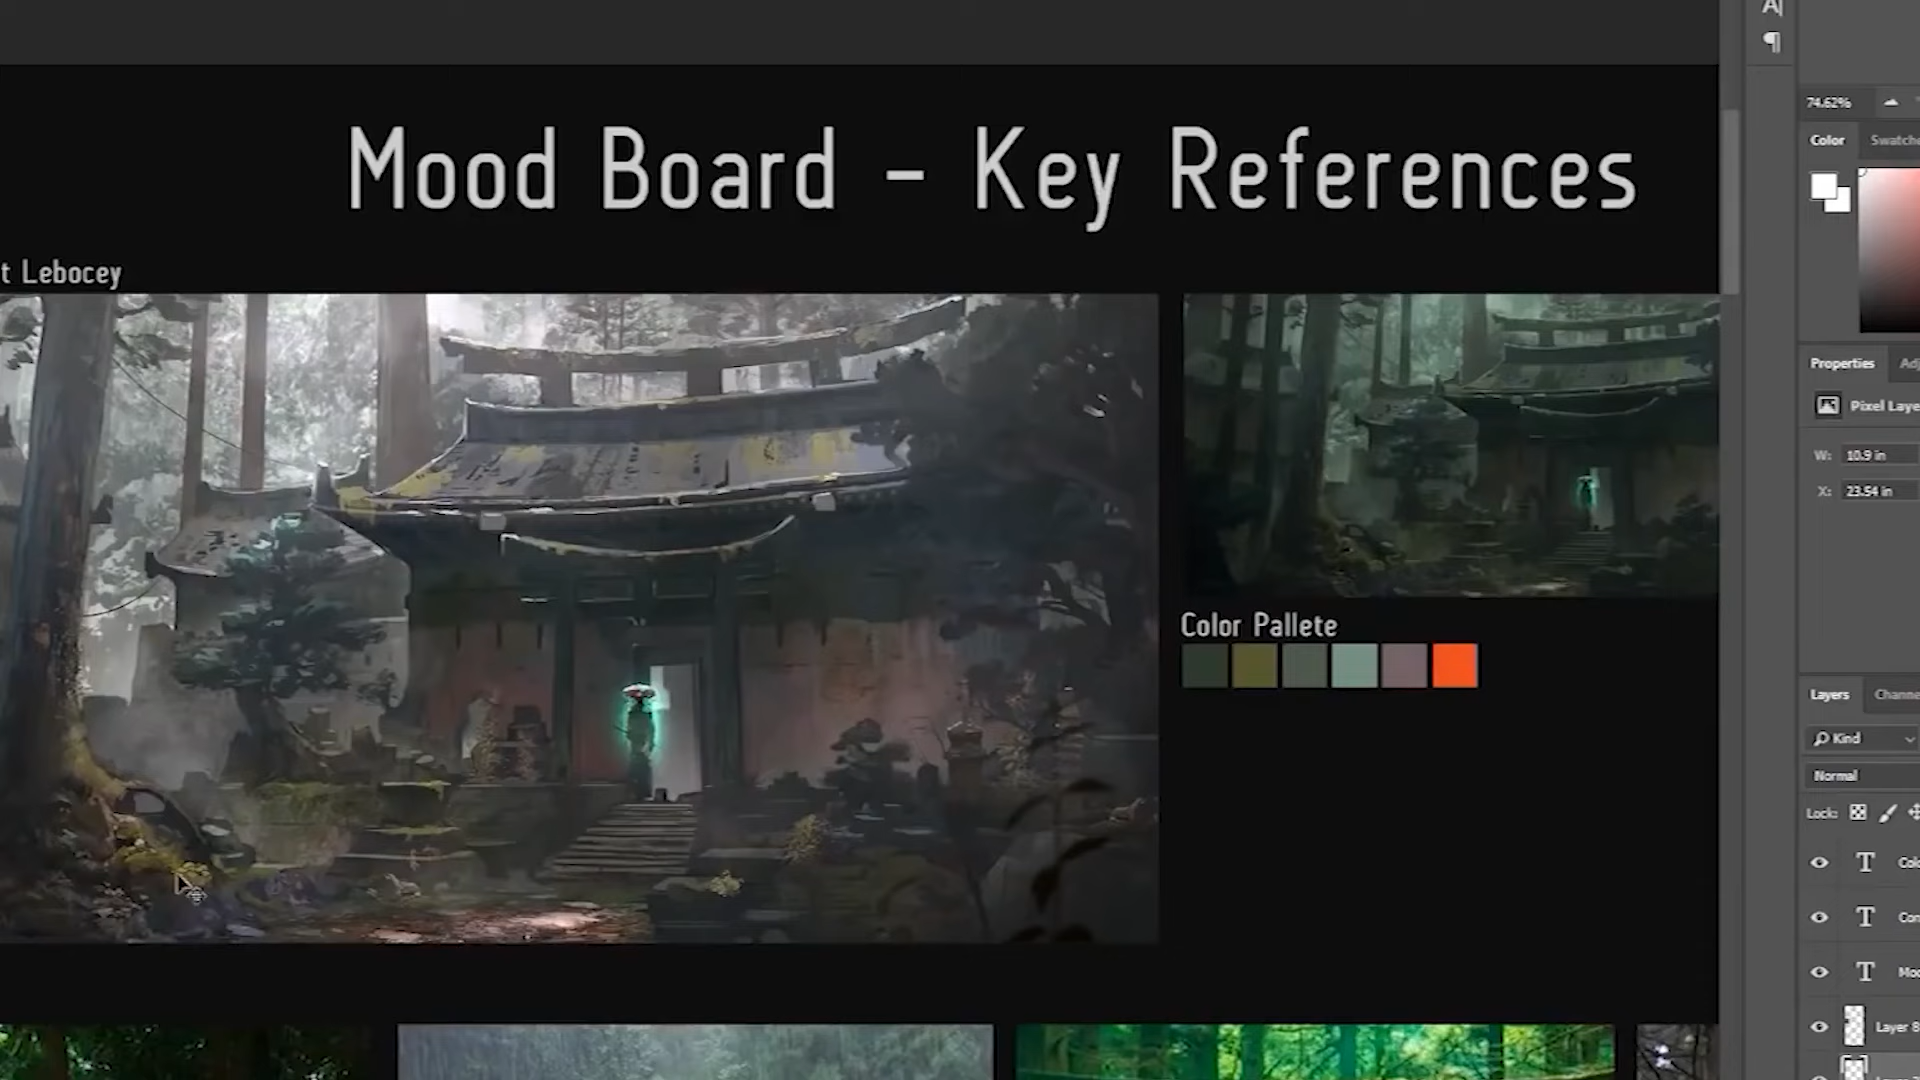 Mood Board - Key References
t Lebocey
Color Pallete
A
¶
74.62%
Color
Properties
Pixel Laye
W: 10.9 in
X: 23.54 in
Layers
Kind
Normal
Lock:
T
T
T
Layer 8